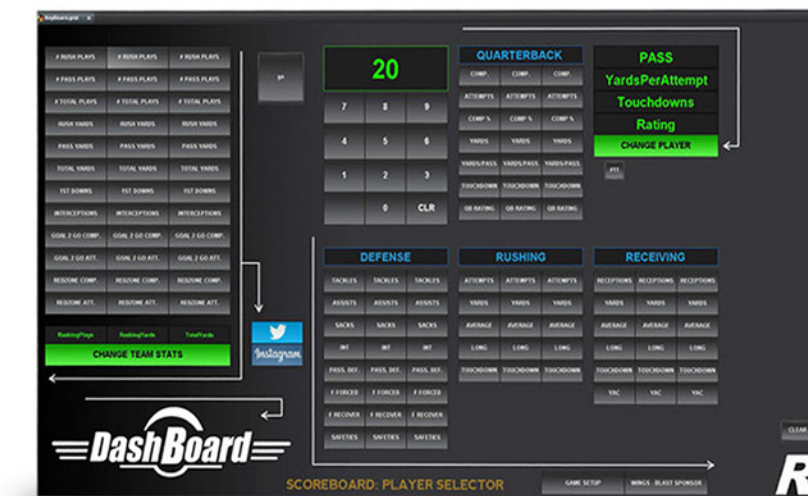 # RUSH PLAYS # RUSH PLAYS # RUSH PLAYS
# PASS PLAYS # PASS PLAYS # PASS PLAYS
# TOTAL PLAYS # TOTAL PLAYS # TOTAL PLAYS
RUSH YARDS RUSH YARDS RUSH YARDS
PASS YARDS PASS YARDS PASS YARDS
TOTAL YARDS TOTAL YARDS TOTAL YARDS
1ST DOWNS 1ST DOWNS 1ST DOWNS
INTERCEPTIONS INTERCEPTIONS INTERCEPTIONS
GOAL 2 GO COMP. GOAL 2 GO COMP. GOAL 2 GO COMP.
GOAL 2 GO ATT. GOAL 2 GO ATT. GOAL 2 GO ATT.
REDZONE COMP. REDZONE COMP. REDZONE COMP.
REDZONE ATT. REDZONE ATT. REDZONE ATT.
RushingPlays RushingYards TotalYards
CHANGE TEAM STATS
20
7 8 9
4 5 6
1 2 3
0 CLR
QUARTERBACK
COMP. COMP. COMP.
ATTEMPTS ATTEMPTS ATTEMPTS
COMP % COMP % COMP %
YARDS YARDS YARDS
YARDS/PASS YARDS/PASS YARDS/PASS
TOUCHDOWN TOUCHDOWN TOUCHDOWN
QB RATING QB RATING QB RATING
PASS
YardsPerAttempt
Touchdowns
Rating
CHANGE PLAYER
DEFENSE
TACKLES TACKLES TACKLES
ASSISTS ASSISTS ASSISTS
SACKS SACKS SACKS
INT INT INT
PASS. DEF. PASS. DEF. PASS. DEF.
F FORCED F FORCED F FORCED
F RECOVER F RECOVER F RECOVER
SAFETIES SAFETIES SAFETIES
RUSHING
ATTEMPTS ATTEMPTS ATTEMPTS
YARDS YARDS YARDS
AVERAGE AVERAGE AVERAGE
LONG LONG LONG
TOUCHDOWN TOUCHDOWN TOUCHDOWN
RECEIVING
RECEPTIONS RECEPTIONS RECEPTIONS
YARDS YARDS YARDS
AVERAGE AVERAGE AVERAGE
LONG LONG LONG
TOUCHDOWN TOUCHDOWN TOUCHDOWN
YAC YAC YAC
Instagram
DashBoard
SCOREBOARD: PLAYER SELECTOR
GAME SETUP
CLEAR
R